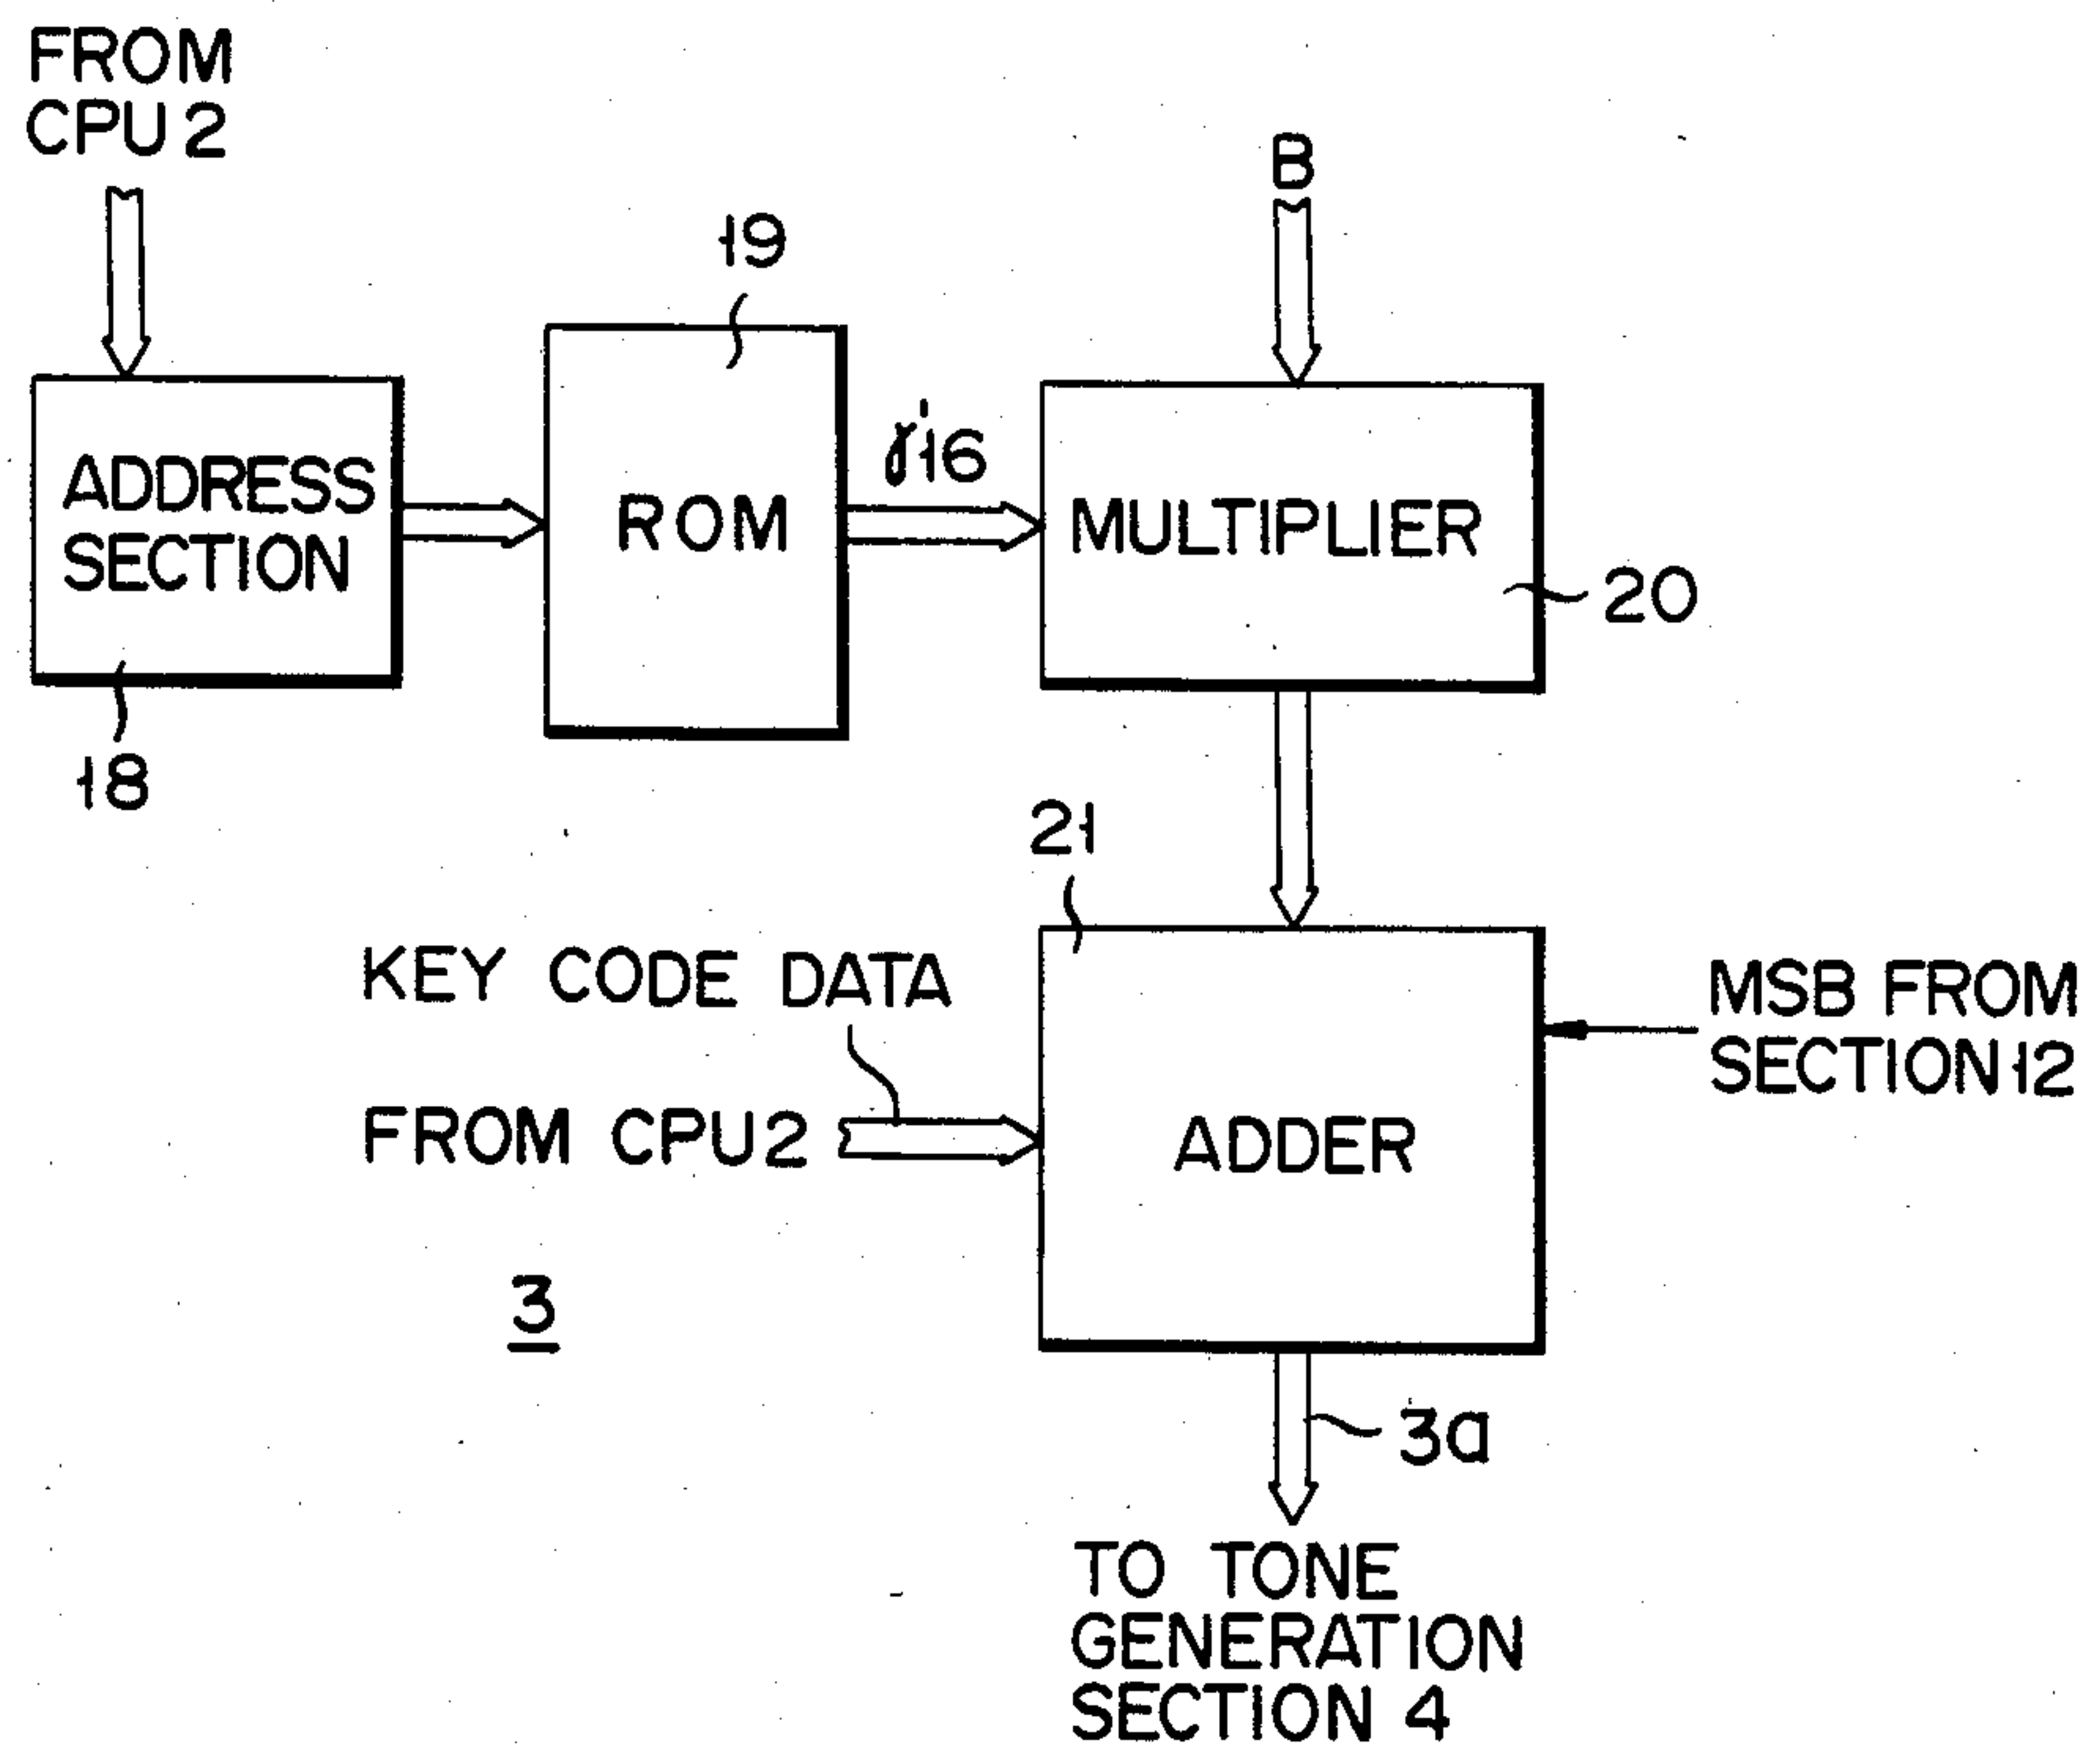 FROM
CPU 2
B
19
γ'16
ADDRESS
SECTION
ROM
MULTIPLIER
20
18
21
KEY CODE DATA
MSB FROM
SECTION 12
FROM CPU2
ADDER
3
3a
TO TONE
GENERATION
SECTION 4